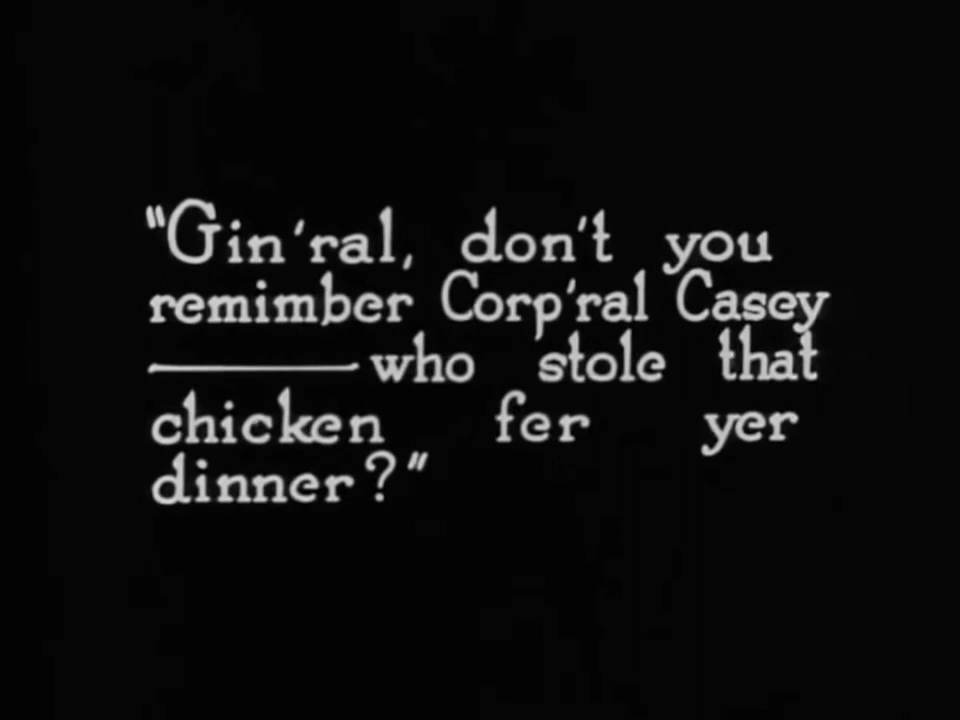 "Gin'ral, don't you
remimber Corp'ral Casey
——who stole that
chicken fer yer
dinner?"